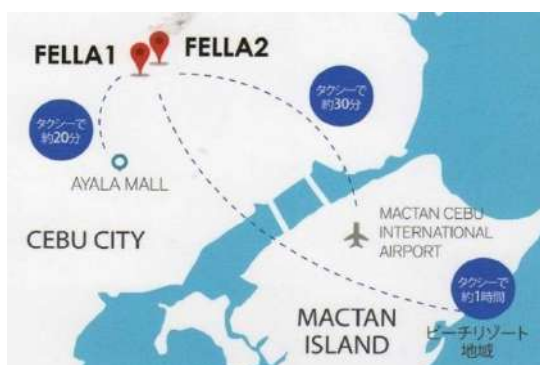 FELLA1
FELLA2
タクシーで
約30分
タクシーで
約20分
AYALA MALL
MACTAN CEBU
INTERNATIONAL
AIRPORT
CEBU CITY
タクシーで
約1時間
MACTAN
ISLAND
ビーチリゾート
地域